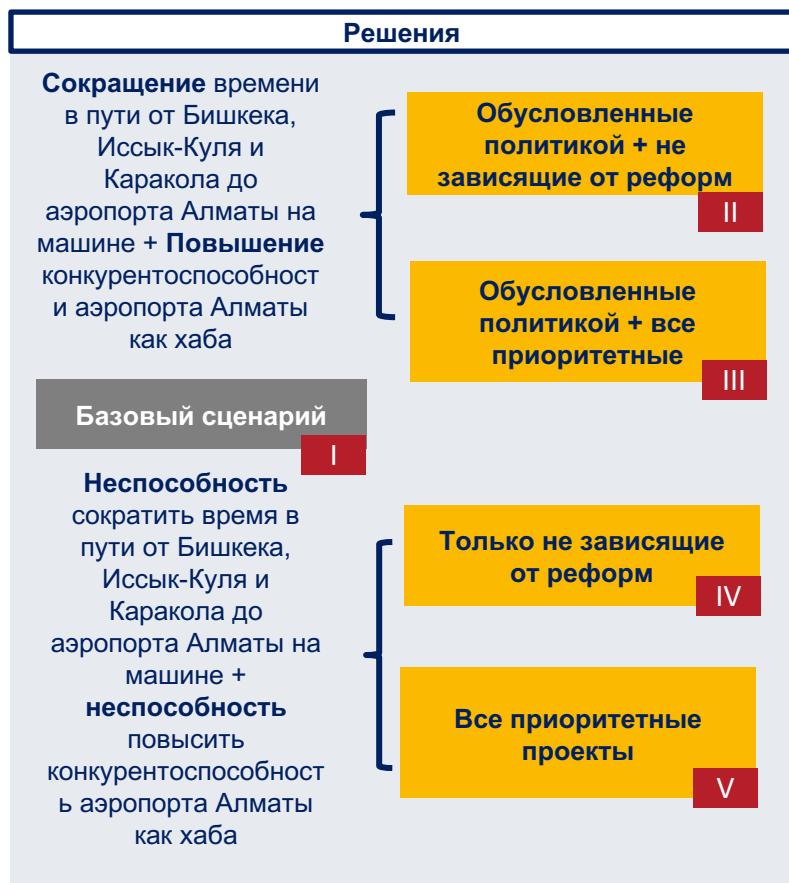 Решения
Сокращение времени
в пути от Бишкека,
Иссык-Куля и
Каракола до
аэропорта Алматы на
машине + Повышение
конкурентоспособност
и аэропорта Алматы
как хаба
Обусловленные
политикой + не
зависящие от реформ
II
Обусловленные
политикой + все
приоритетные
III
Базовый сценарий
I
Неспособность
сократить время в
пути от Бишкека,
Иссык-Куля и
Каракола до
аэропорта Алматы на
машине +
неспособность
повысить
конкурентоспособност
ь аэропорта Алматы
как хаба
Только не зависящие
от реформ
IV
Все приоритетные
проекты
V